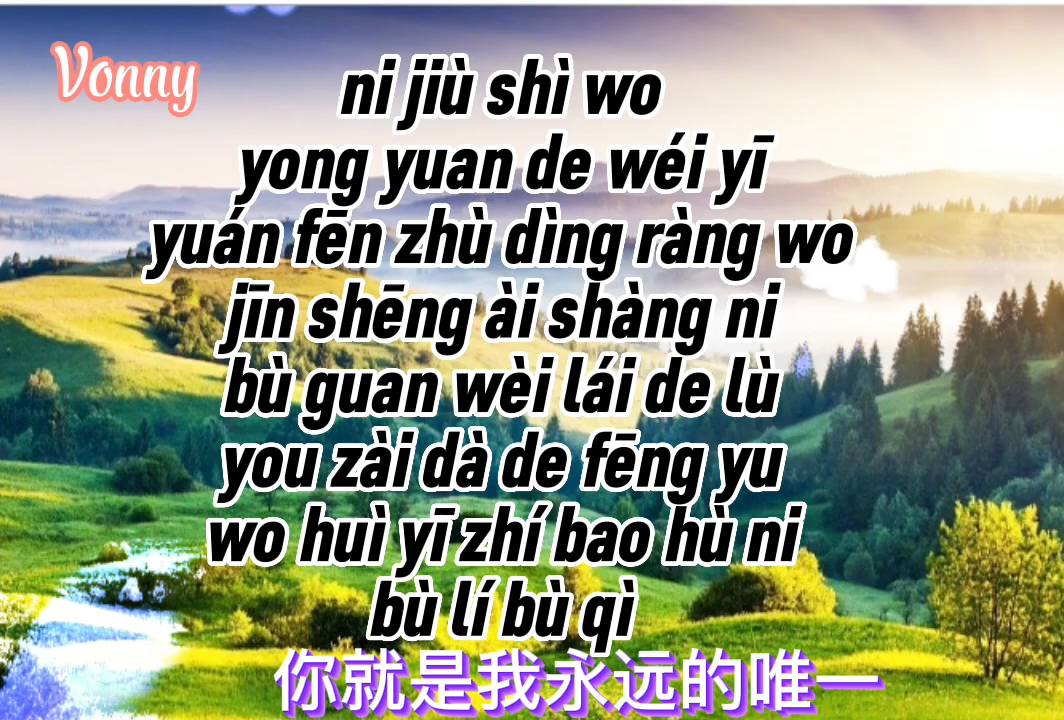 Vonny
ni jiù shì wo
yong yuan de wéi yī
yuán fēn zhù dìng ràng wo
jīn shēng ài shàng ni
bù guan wèi lái de lù
you zài dà de fēng yu
wo huì yī zhí bao hù ni
bù lí bù qì
你就是我永远的唯一